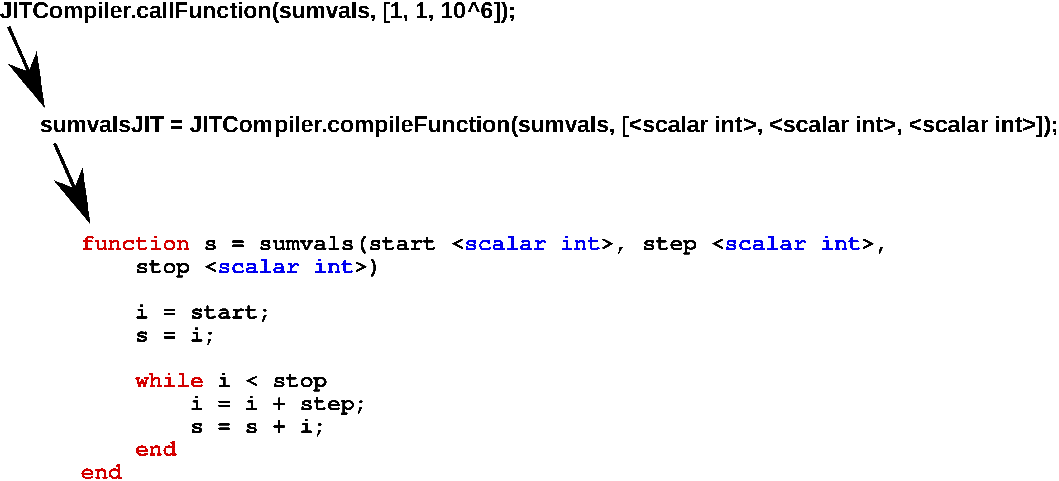 JITCompiler.callFunction(sumvals, [1, 1, 10^6]);
sumvalsJIT = JITCompiler.compileFunction(sumvals, [<scalar int>, <scalar int>, <scalar int>]);
function s = sumvals(start <scalar int>, step <scalar int>,
stop <scalar int>)
i = start;
s = i;
while i < stop
i = i + step;
s = s + i;
end
end